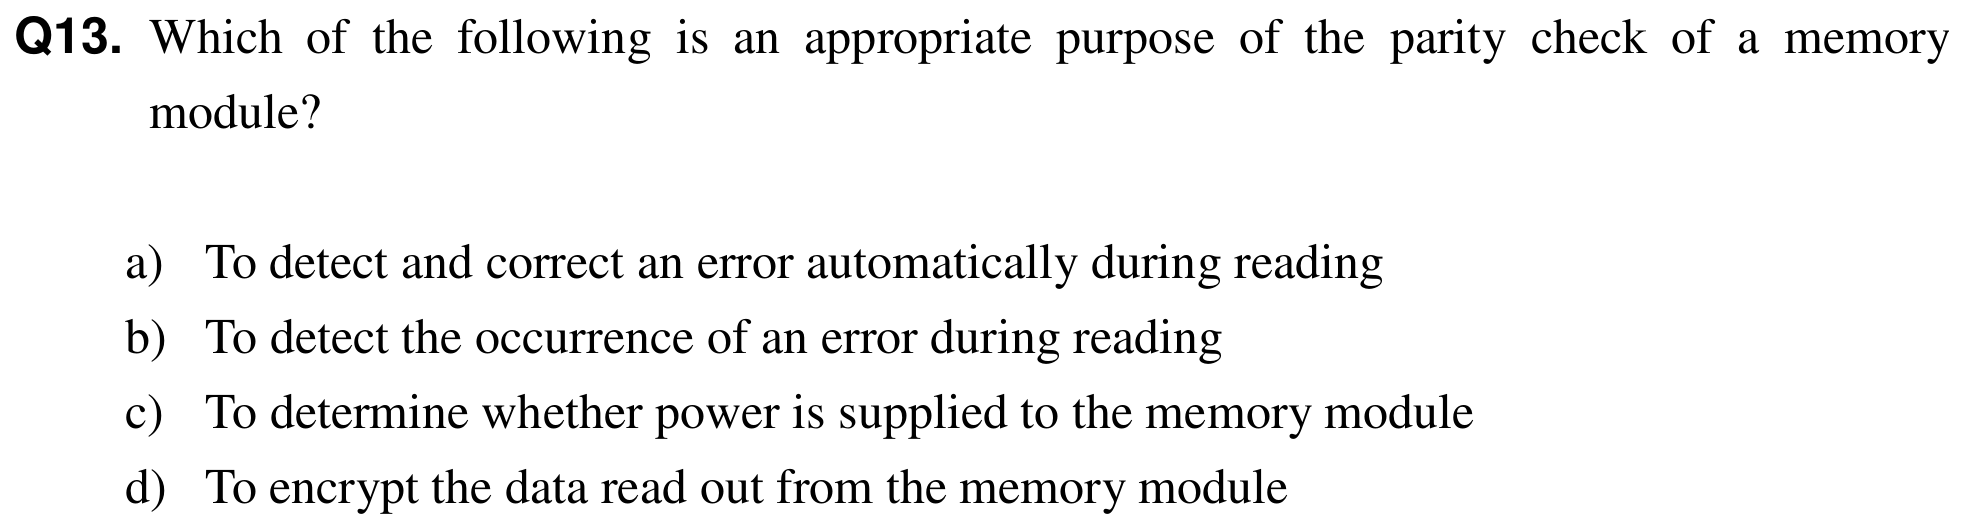 Q13. Which of the following is an appropriate purpose of the parity check of a memory
module?
a) To detect and correct an error automatically during reading
b) To detect the occurrence of an error during reading
c) To determine whether power is supplied to the memory module
d) To encrypt the data read out from the memory module